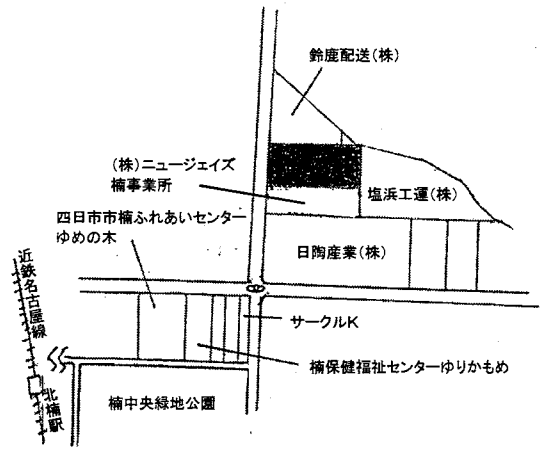 鈴鹿配送(株)
(株)ニュージェイズ
楠事業所
塩浜工運(株)
四日市市楠ふれあいセンター
ゆめの木
日陶産業(株)
近鉄名古屋線
サークルK
楠保健福祉センターゆりかもめ
北楠駅
楠中央緑地公園